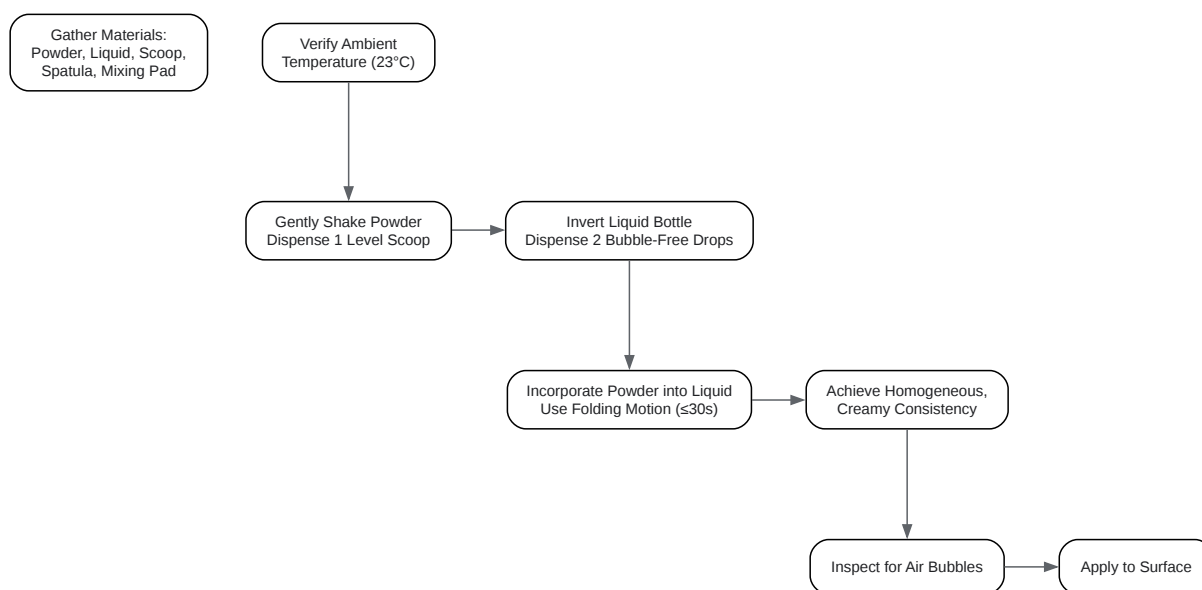 Gather Materials:
Powder, Liquid, Scoop,
Spatula, Mixing Pad
Verify Ambient
Temperature (23°C)
Gently Shake Powder
Dispense 1 Level Scoop
Invert Liquid Bottle
Dispense 2 Bubble-Free Drops
Incorporate Powder into Liquid
Use Folding Motion (≤30s)
Achieve Homogeneous,
Creamy Consistency
Inspect for Air Bubbles
Apply to Surface